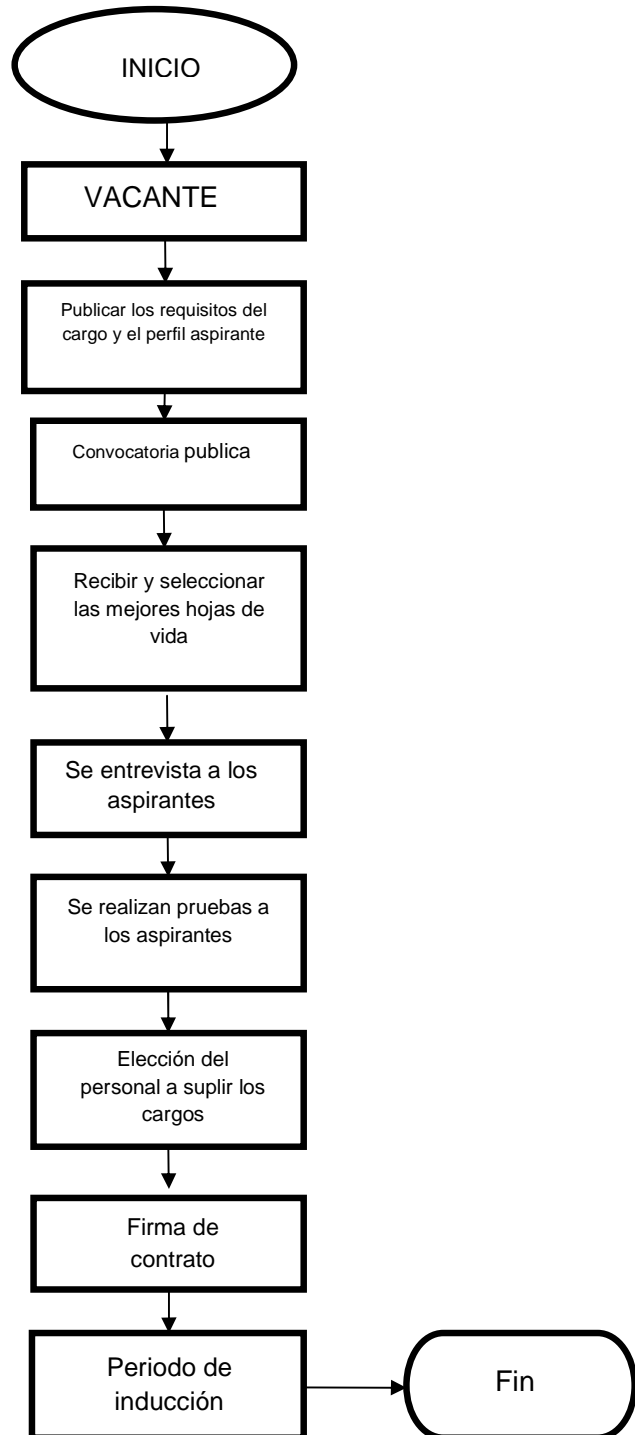 INICIO
VACANTE
Publicar los requisitos del
cargo y el perfil aspirante
Convocatoria publica
Recibir y seleccionar
las mejores hojas de
vida
Se entrevista a los
aspirantes
Se realizan pruebas a
los aspirantes
Elección del
personal a suplir los
cargos
Firma de
contrato
Periodo de
inducción
Fin